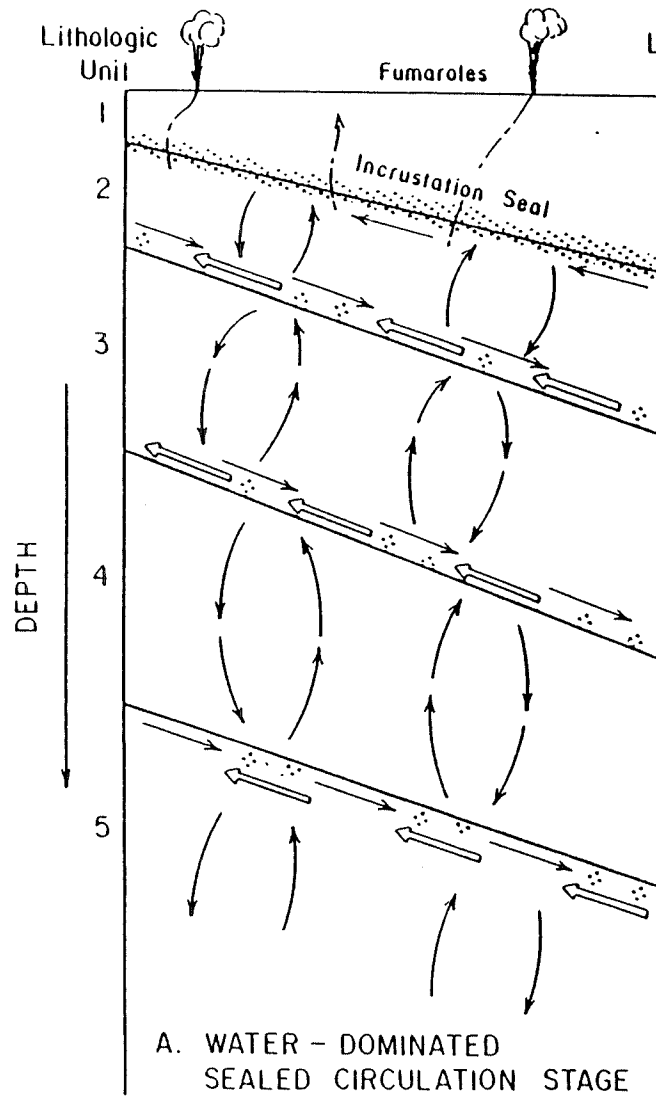 Lithologic
Unit
Fumaroles
L
1
Incrustation Seal
2
3
DEPTH
4
5
A. WATER - DOMINATED
SEALED CIRCULATION STAGE